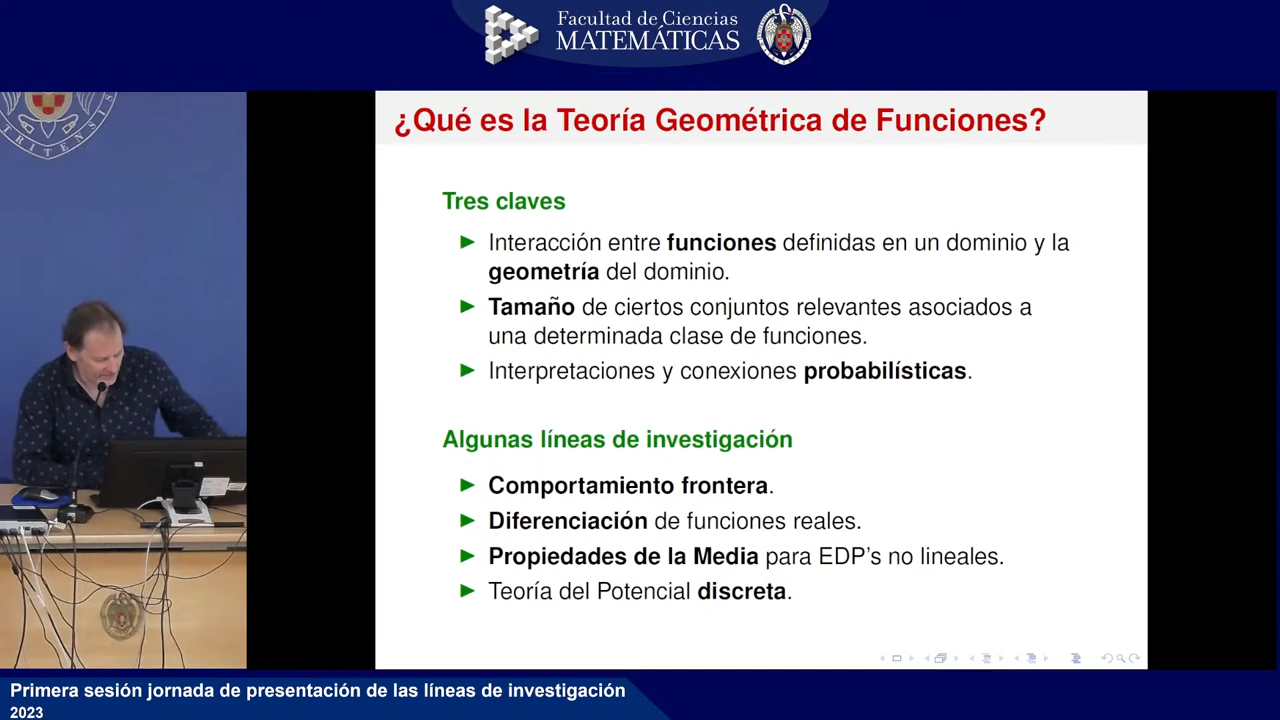 Facultad de Ciencias
MATEMÁTICAS
RITENSIS
¿Qué es la Teoría Geométrica de Funciones?
Tres claves
Interacción entre funciones definidas en un dominio y la
geometría del dominio.
Tamaño de ciertos conjuntos relevantes asociados a
una determinada clase de funciones.
Interpretaciones y conexiones probabilísticas.
Algunas líneas de investigación
Comportamiento frontera.
Diferenciación de funciones reales.
Propiedades de la Media para EDP's no lineales.
Teoría del Potencial discreta.
Primera sesión jornada de presentación de las líneas de investigación
2023